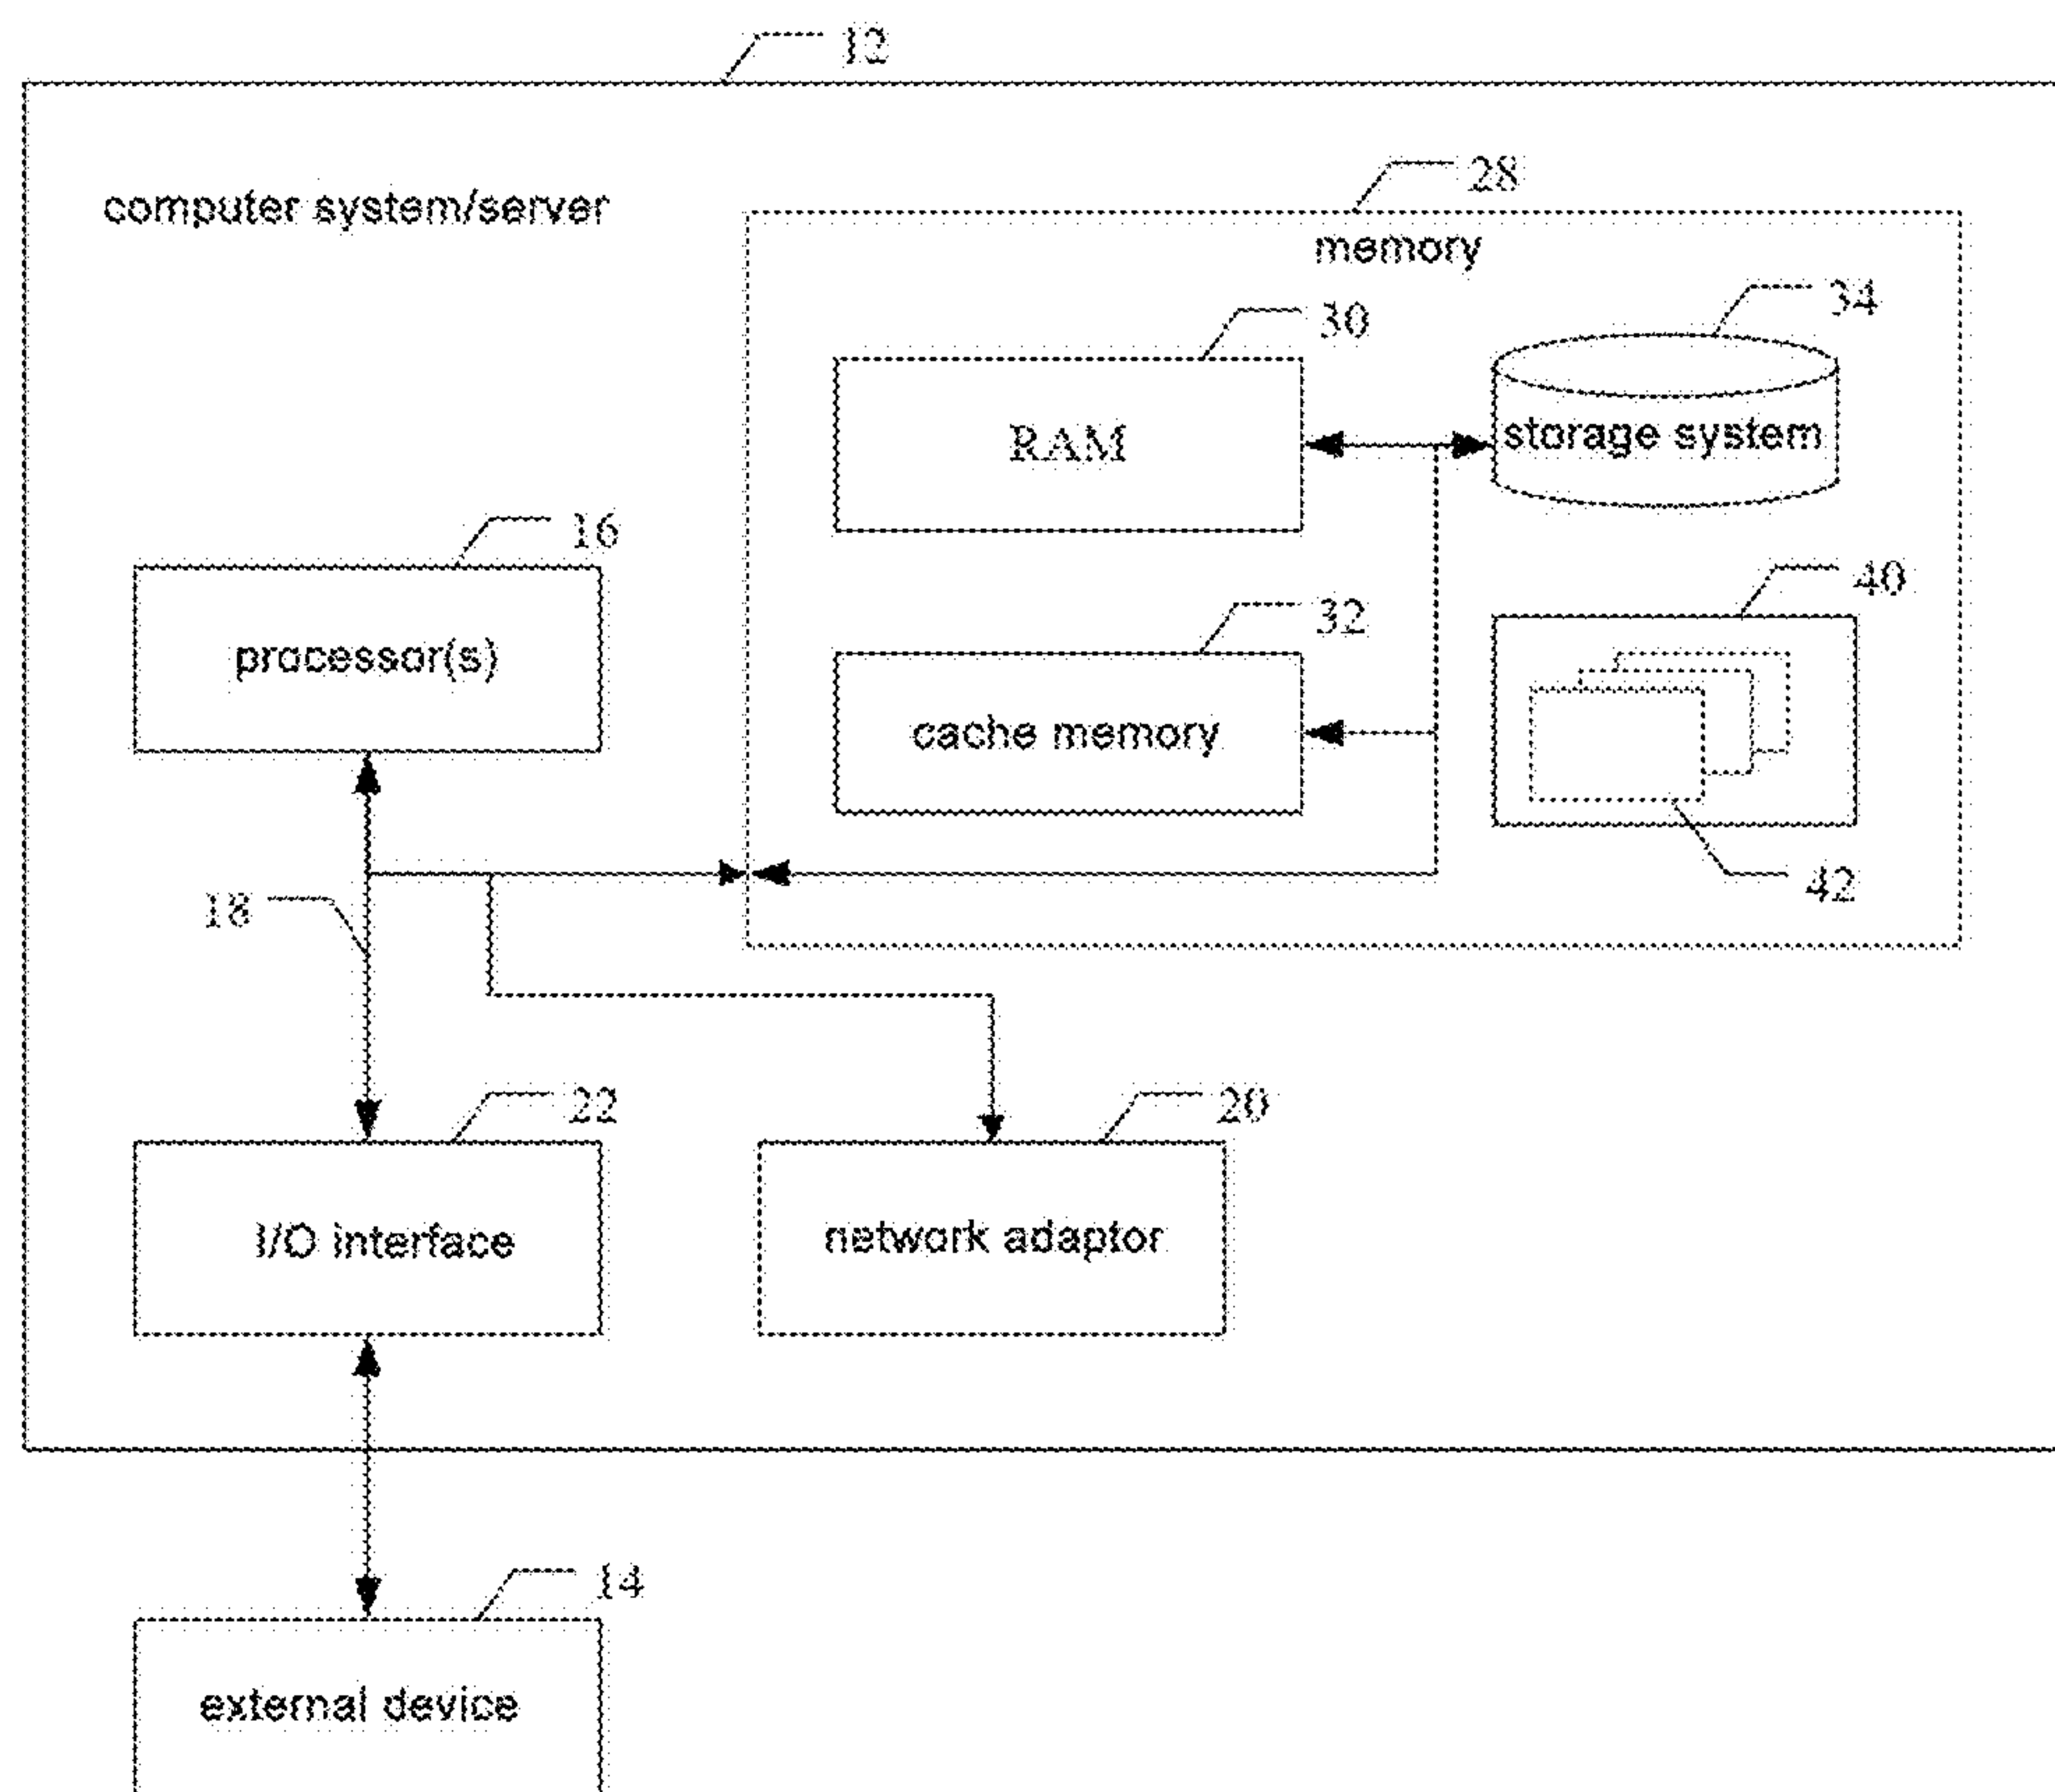 12
computer system/server
28
memory
34
30
RAM
storage system
16
40
32
processor(s)
cache memory
42
18
22
20
I/O interface
network adaptor
14
external device